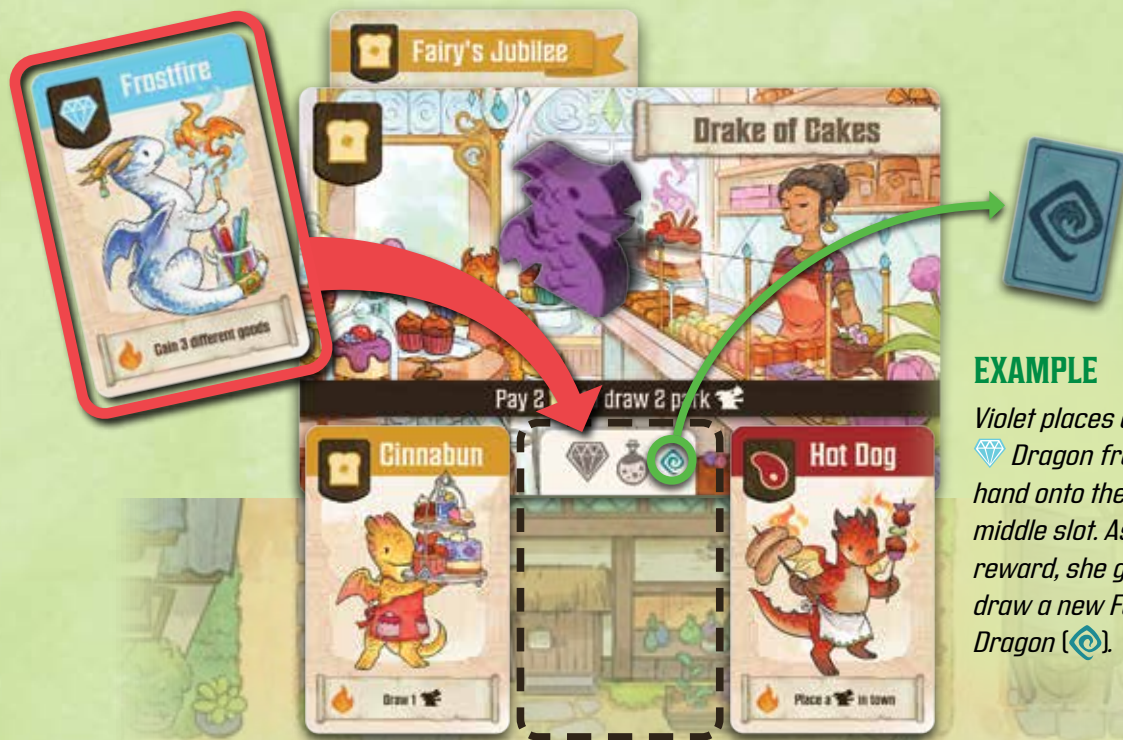 Fairy's Jubilee
Frostfire
Drake of Cakes
Gain 3 different goods
Pay 2 draw 2 park
Cinnabun
Hot Dog
Draw 1
Place a in town
EXAMPLE
Violet places
Dragon
hand onto the
middle slot. As
reward, she
draw a new
Dragon ( ).